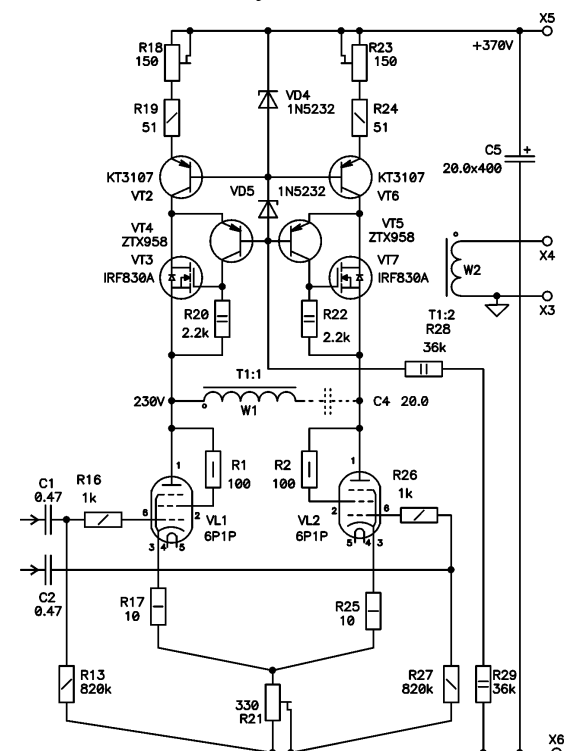 X5
R18
150
R23
150
+370V
VD4
1N5232
R19
51
R24
51
C5
20.0x400
+
KT3107
VT2
VD5
1N5232
KT3107
VT6
VT4
ZTX958
VT3
IRF830A
VT5
ZTX958
VT7
IRF830A
W2
X4
X3
R20
2.2k
R22
2.2k
T1:2
R28
36k
T1:1
230V
W1
C4 20.0
1
1
R1
100
R2
100
C1
0.47
R16
1k
R26
1k
6
2
2
6
VL1
6P1P
VL2
6P1P
3
4
5
5
4
3
C2
0.47
R17
10
R25
10
R13
820k
330
R21
R27
820k
R29
36k
X6